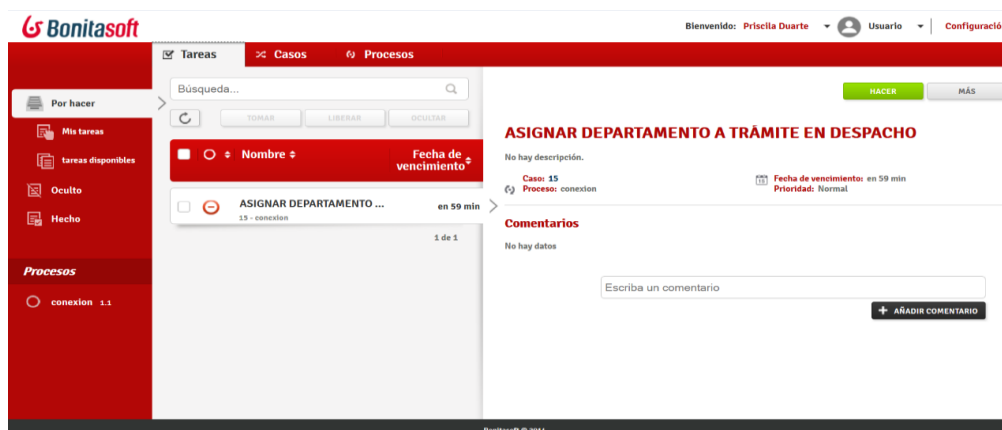 Bonitasoft
Bienvenido: Priscila Duarte Usuario Configuració
Tareas Casos Procesos
Por hacer
Mis tareas
tareas disponibles
Oculto
Hecho
Procesos
conexion 1.1
Búsqueda...
TOMAR LIBERAR OCULTAR
Nombre Fecha de
vencimiento
ASIGNAR DEPARTAMENTO ... en 59 min
15 - conexion
1 de 1
HACER MÁS
ASIGNAR DEPARTAMENTO A TRÁMITE EN DESPACHO
No hay descripción.
Caso: 15 Fecha de vencimiento: en 59 min
Proceso: conexion Prioridad: Normal
Comentarios
No hay datos
Escriba un comentario
+ AÑADIR COMENTARIO